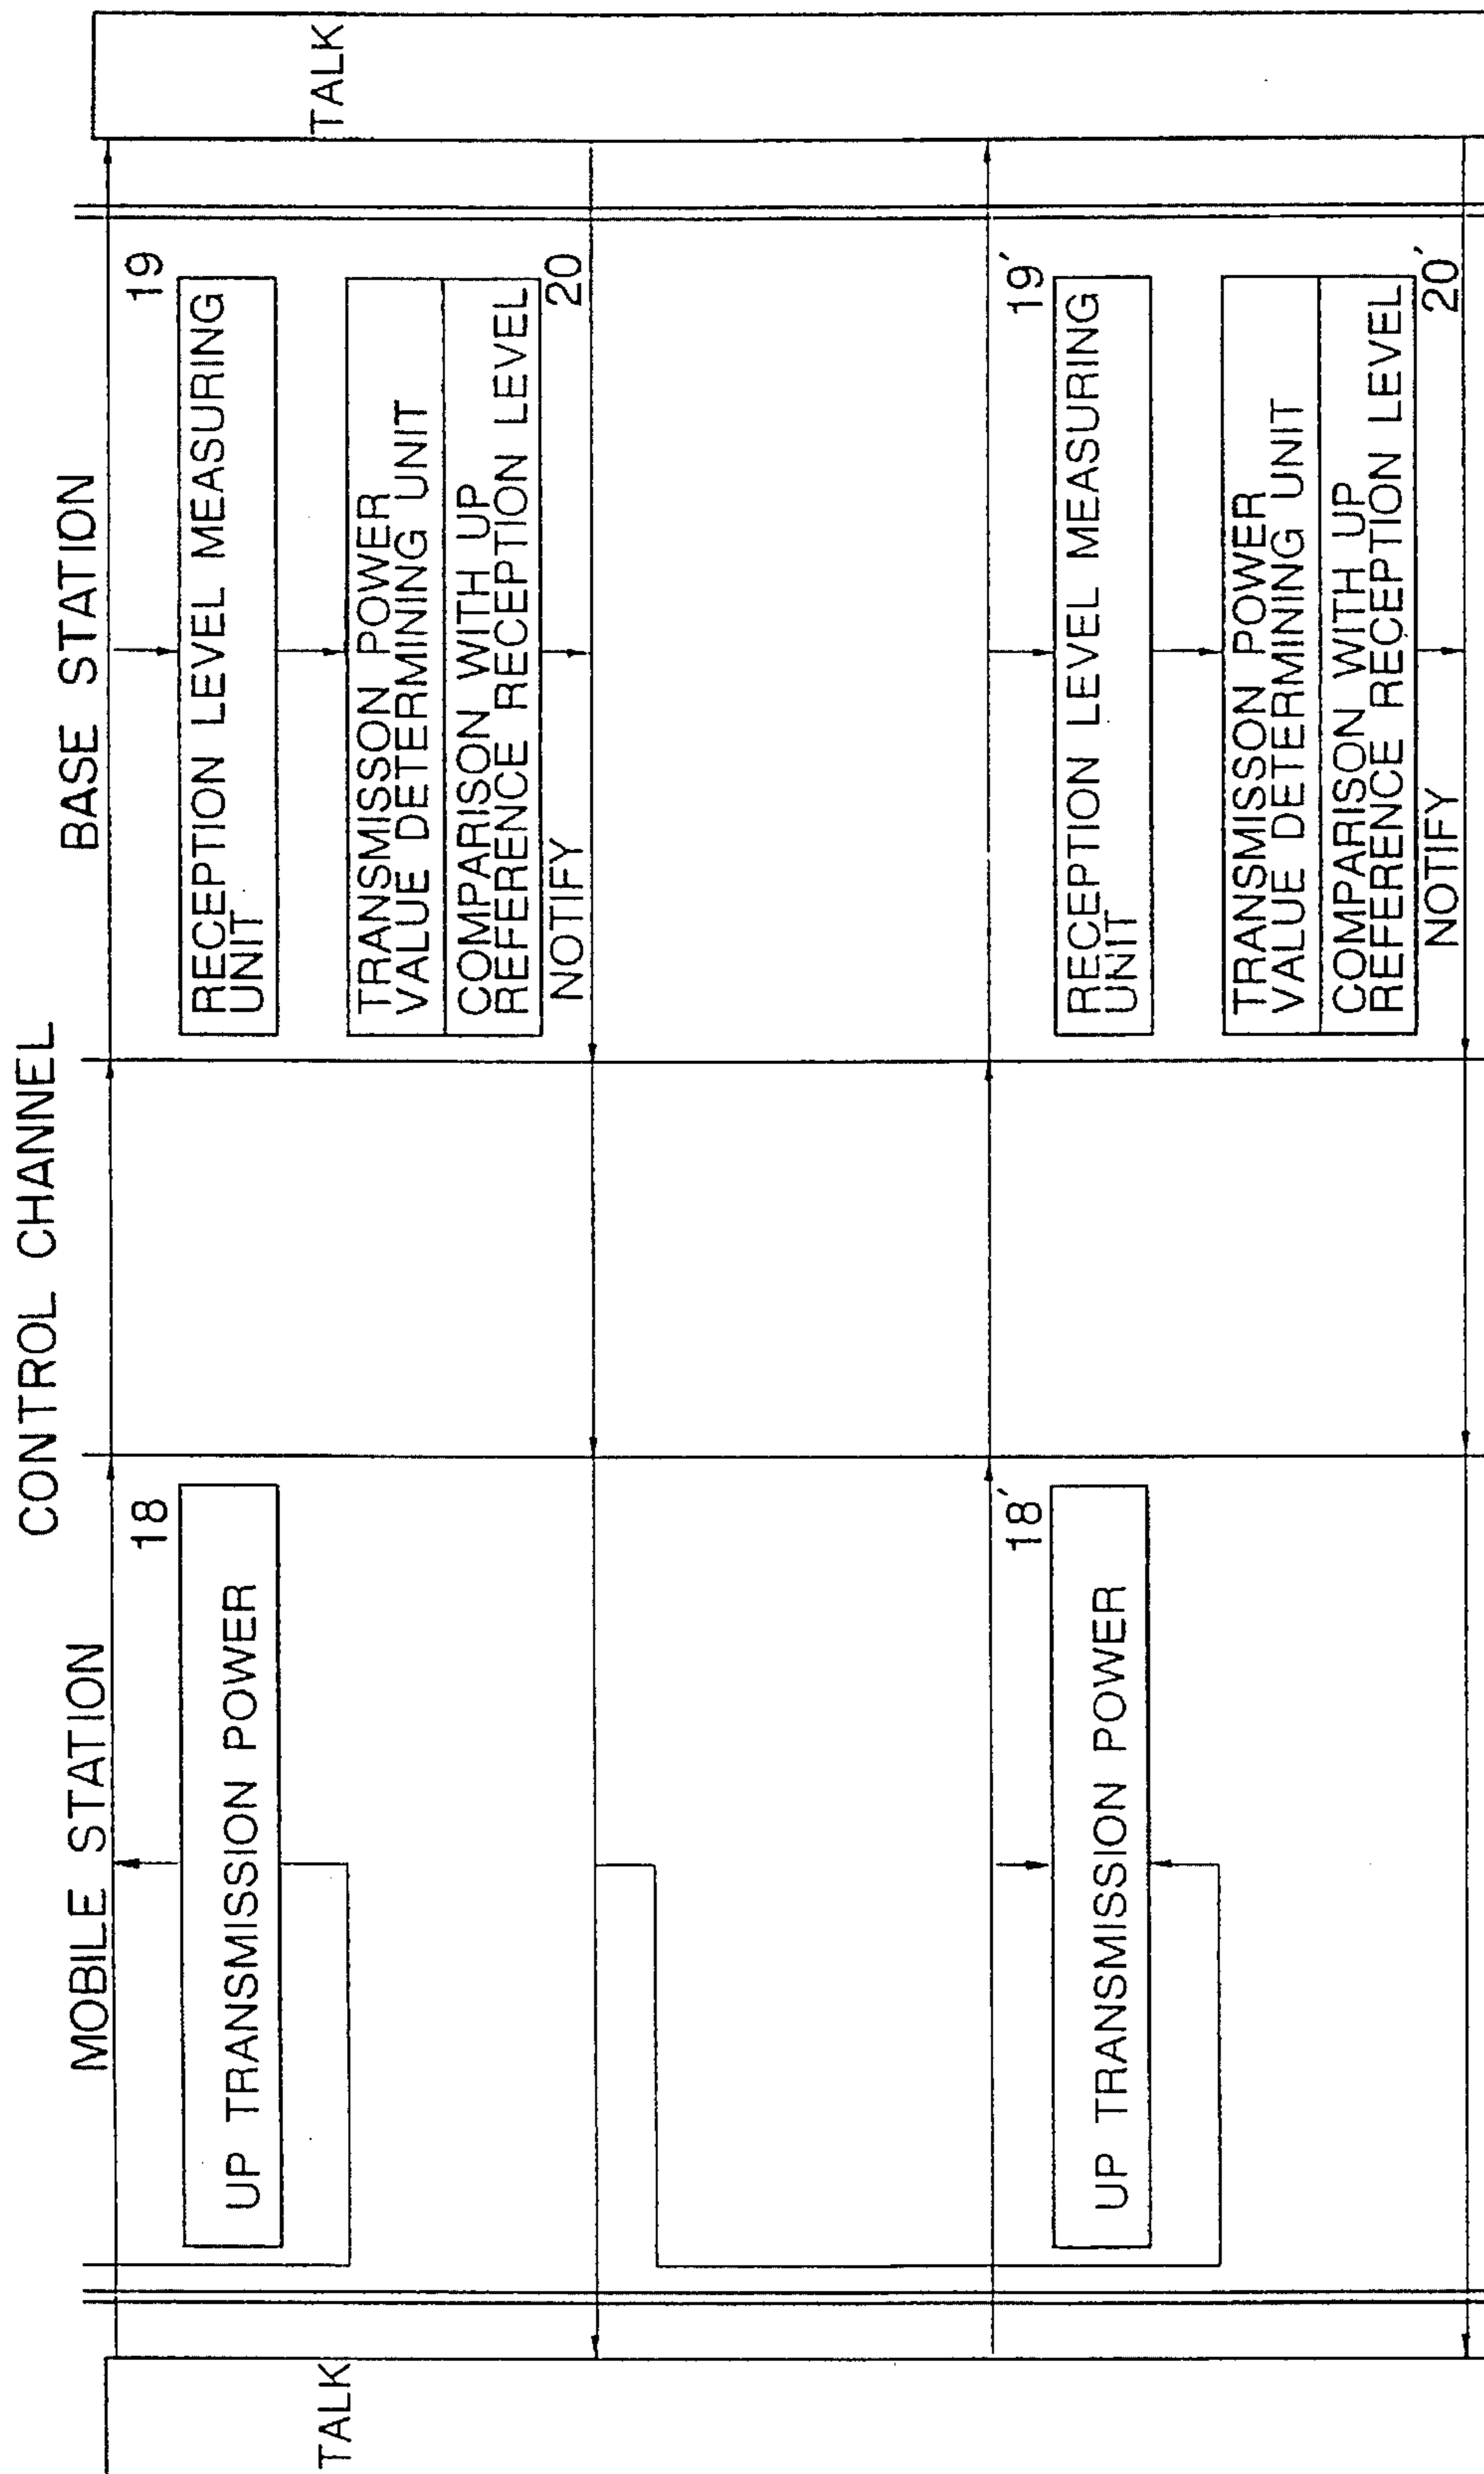 CONTROL CHANNEL
MOBILE STATION
BASE STATION
TALK
18
UP TRANSMISSION POWER
19
RECEPTION LEVEL MEASURING
UNIT
TALK
TRANSMISSON POWER
VALUE DETERMINING UNIT
COMPARISON WITH UP
REFERENCE RECEPTION LEVEL
NOTIFY
20
18'
UP TRANSMISSION POWER
19'
RECEPTION LEVEL MEASURING
UNIT
TRANSMISSON POWER
VALUE DETERMINING UNIT
COMPARISON WITH UP
REFERENCE RECEPTION LEVEL
NOTIFY
20'